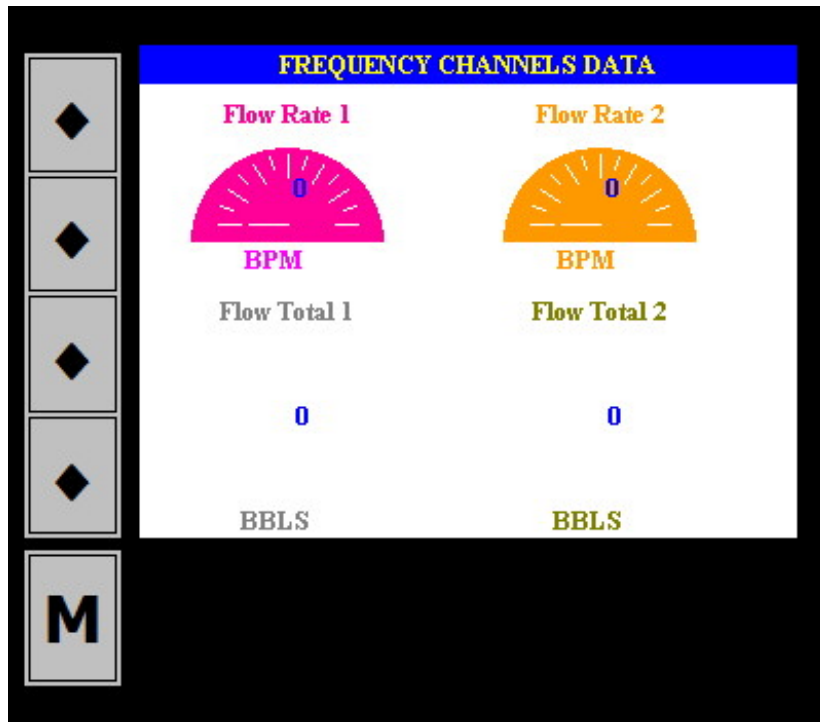 FREQUENCY CHANNELS DATA
Flow Rate 1
Flow Rate 2
0
0
BPM
BPM
Flow Total 1
Flow Total 2
0
0
BBLS
BBLS
M